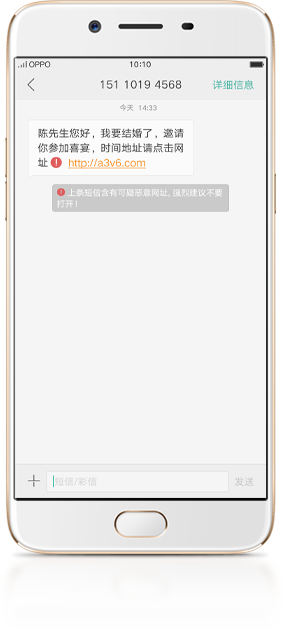 OPPO 10:10
151 1019 4568 详细信息
今天 14:33
陈先生您好，我要结婚了，邀请
你参加喜宴，时间地址请点击网
址 http://a3v6.com
上条短信含有可疑恶意网址, 强烈建议不要
打开！
短信/彩信 发送